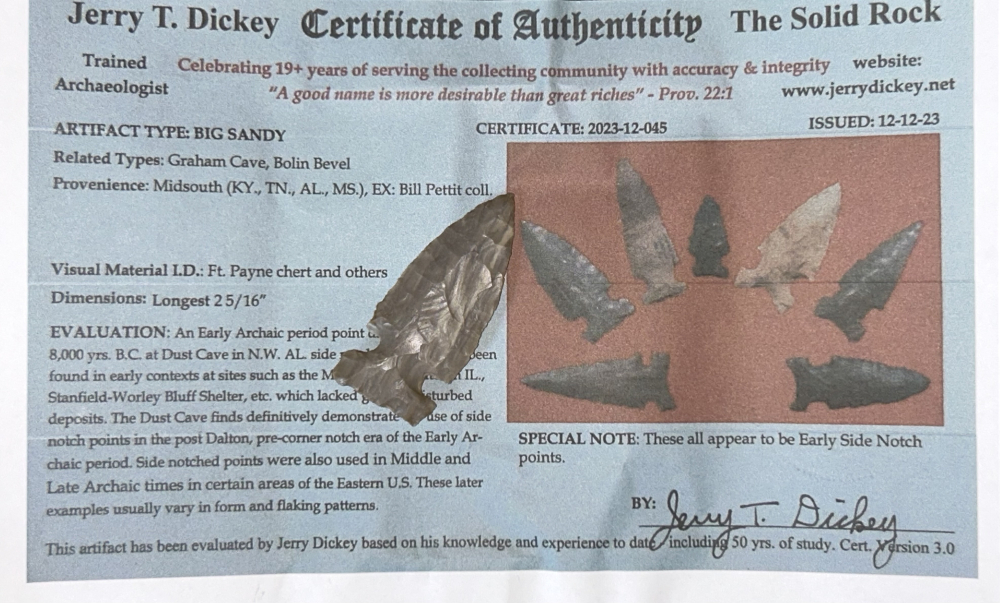 Jerry T. Dickey Certificate of Authenticity The Solid Rock
Trained Archaeologist
Celebrating 19+ years of serving the collecting community with accuracy & integrity
"A good name is more desirable than great riches" - Prov. 22:1
website:
www.jerrydickey.net
ARTIFACT TYPE: BIG SANDY
CERTIFICATE: 2023-12-045
ISSUED: 12-12-23
Related Types: Graham Cave, Bolin Bevel
Provenience: Midsouth (KY., TN., AL., MS.), EX: Bill Pettit coll.
Visual Material I.D.: Ft. Payne chert and others
Dimensions: Longest 2 5/16"
EVALUATION: An Early Archaic period point
8,000 yrs. B.C. at Dust Cave in N.W. AL. side
found in early contexts at sites such as the IL.,
Stanfield-Worley Bluff Shelter, etc. which lacked
deposits. The Dust Cave finds definitively demonstrate use of side
notch points in the post Dalton, pre-corner notch era of the Early Ar-
chaic period. Side notched points were also used in Middle and
Late Archaic times in certain areas of the Eastern U.S. These later
examples usually vary in form and flaking patterns.
SPECIAL NOTE: These all appear to be Early Side Notch
points.
BY: Jerry T. Dickey
This artifact has been evaluated by Jerry Dickey based on his knowledge and experience to date including 50 yrs. of study. Cert. Version 3.0